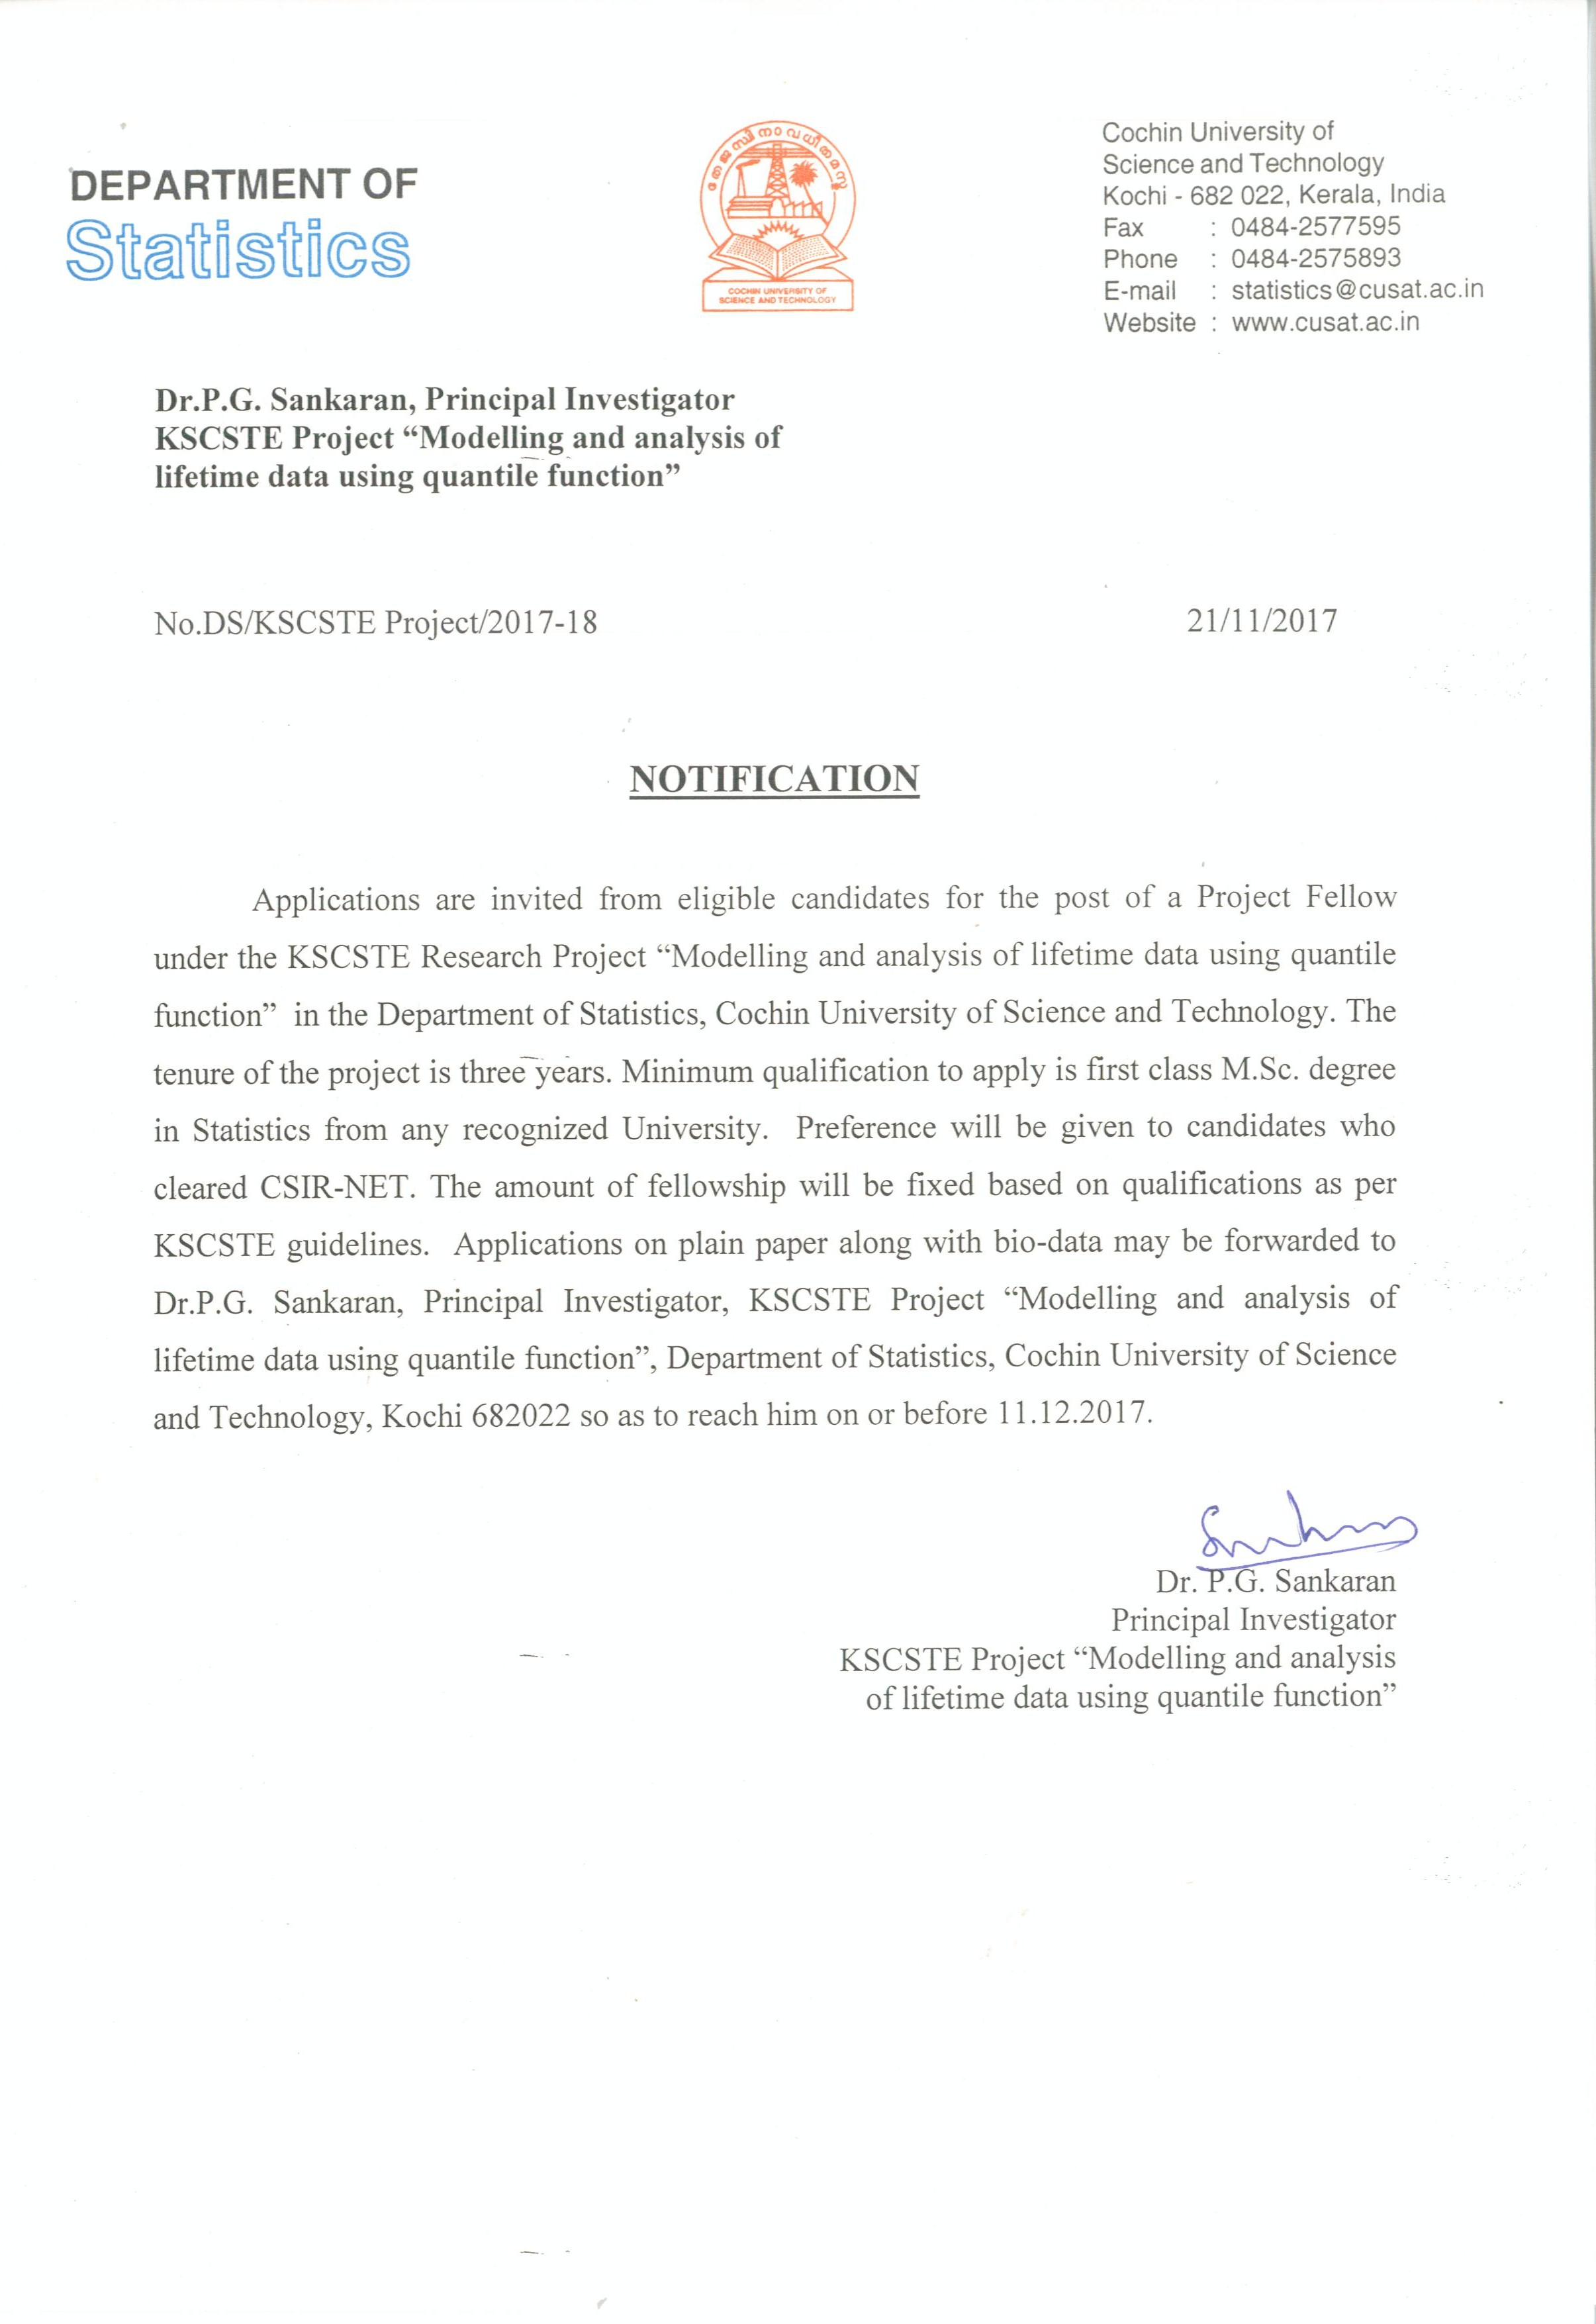 DEPARTMENT OF
Statistics
COCHIN UNIVERSITY OF
SCIENCE AND TECHNOLOGY
Cochin University of
Science and Technology
Kochi - 682 022, Kerala, India
Fax : 0484-2577595
Phone : 0484-2575893
E-mail : statistics@cusat.ac.in
Website : www.cusat.ac.in
Dr.P.G. Sankaran, Principal Investigator
KSCSTE Project “Modelling and analysis of
lifetime data using quantile function”
No.DS/KSCSTE Project/2017-18 21/11/2017
NOTIFICATION
Applications are invited from eligible candidates for the post of a Project Fellow
under the KSCSTE Research Project “Modelling and analysis of lifetime data using quantile
function” in the Department of Statistics, Cochin University of Science and Technology. The
tenure of the project is three years. Minimum qualification to apply is first class M.Sc. degree
in Statistics from any recognized University. Preference will be given to candidates who
cleared CSIR-NET. The amount of fellowship will be fixed based on qualifications as per
KSCSTE guidelines. Applications on plain paper along with bio-data may be forwarded to
Dr.P.G. Sankaran, Principal Investigator, KSCSTE Project “Modelling and analysis of
lifetime data using quantile function”, Department of Statistics, Cochin University of Science
and Technology, Kochi 682022 so as to reach him on or before 11.12.2017.
Dr. P.G. Sankaran
Principal Investigator
KSCSTE Project “Modelling and analysis
of lifetime data using quantile function”